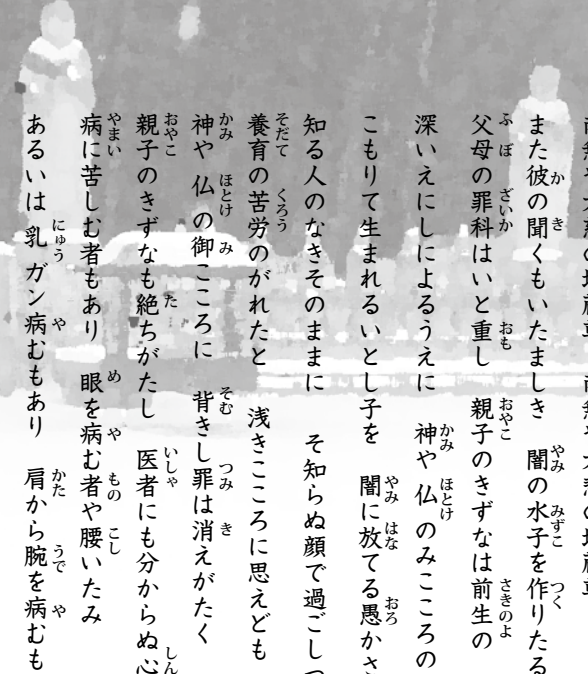 また彼の聞くもいたましき　闇の水子を作りたる
父母の罪科はいと重し　親子のきずなは前生の
深いえにしによるうえに　神や仏のみこころの
こもりて生まれるいとし子を　闇に放てる愚かさ
知る人のなきそのままに　そ知らぬ顔で過ごしつ
養育の苦労のがれたと　浅きこころに思えども
神や仏の御こころに　背きし罪は消えがたく
親子のきずなも絶ちがたし　医者にも分からぬ心
病に苦しむ者もあり　眼を病む者や腰いたみ
あるいは乳ガン病むもあり　肩から腕を病むも